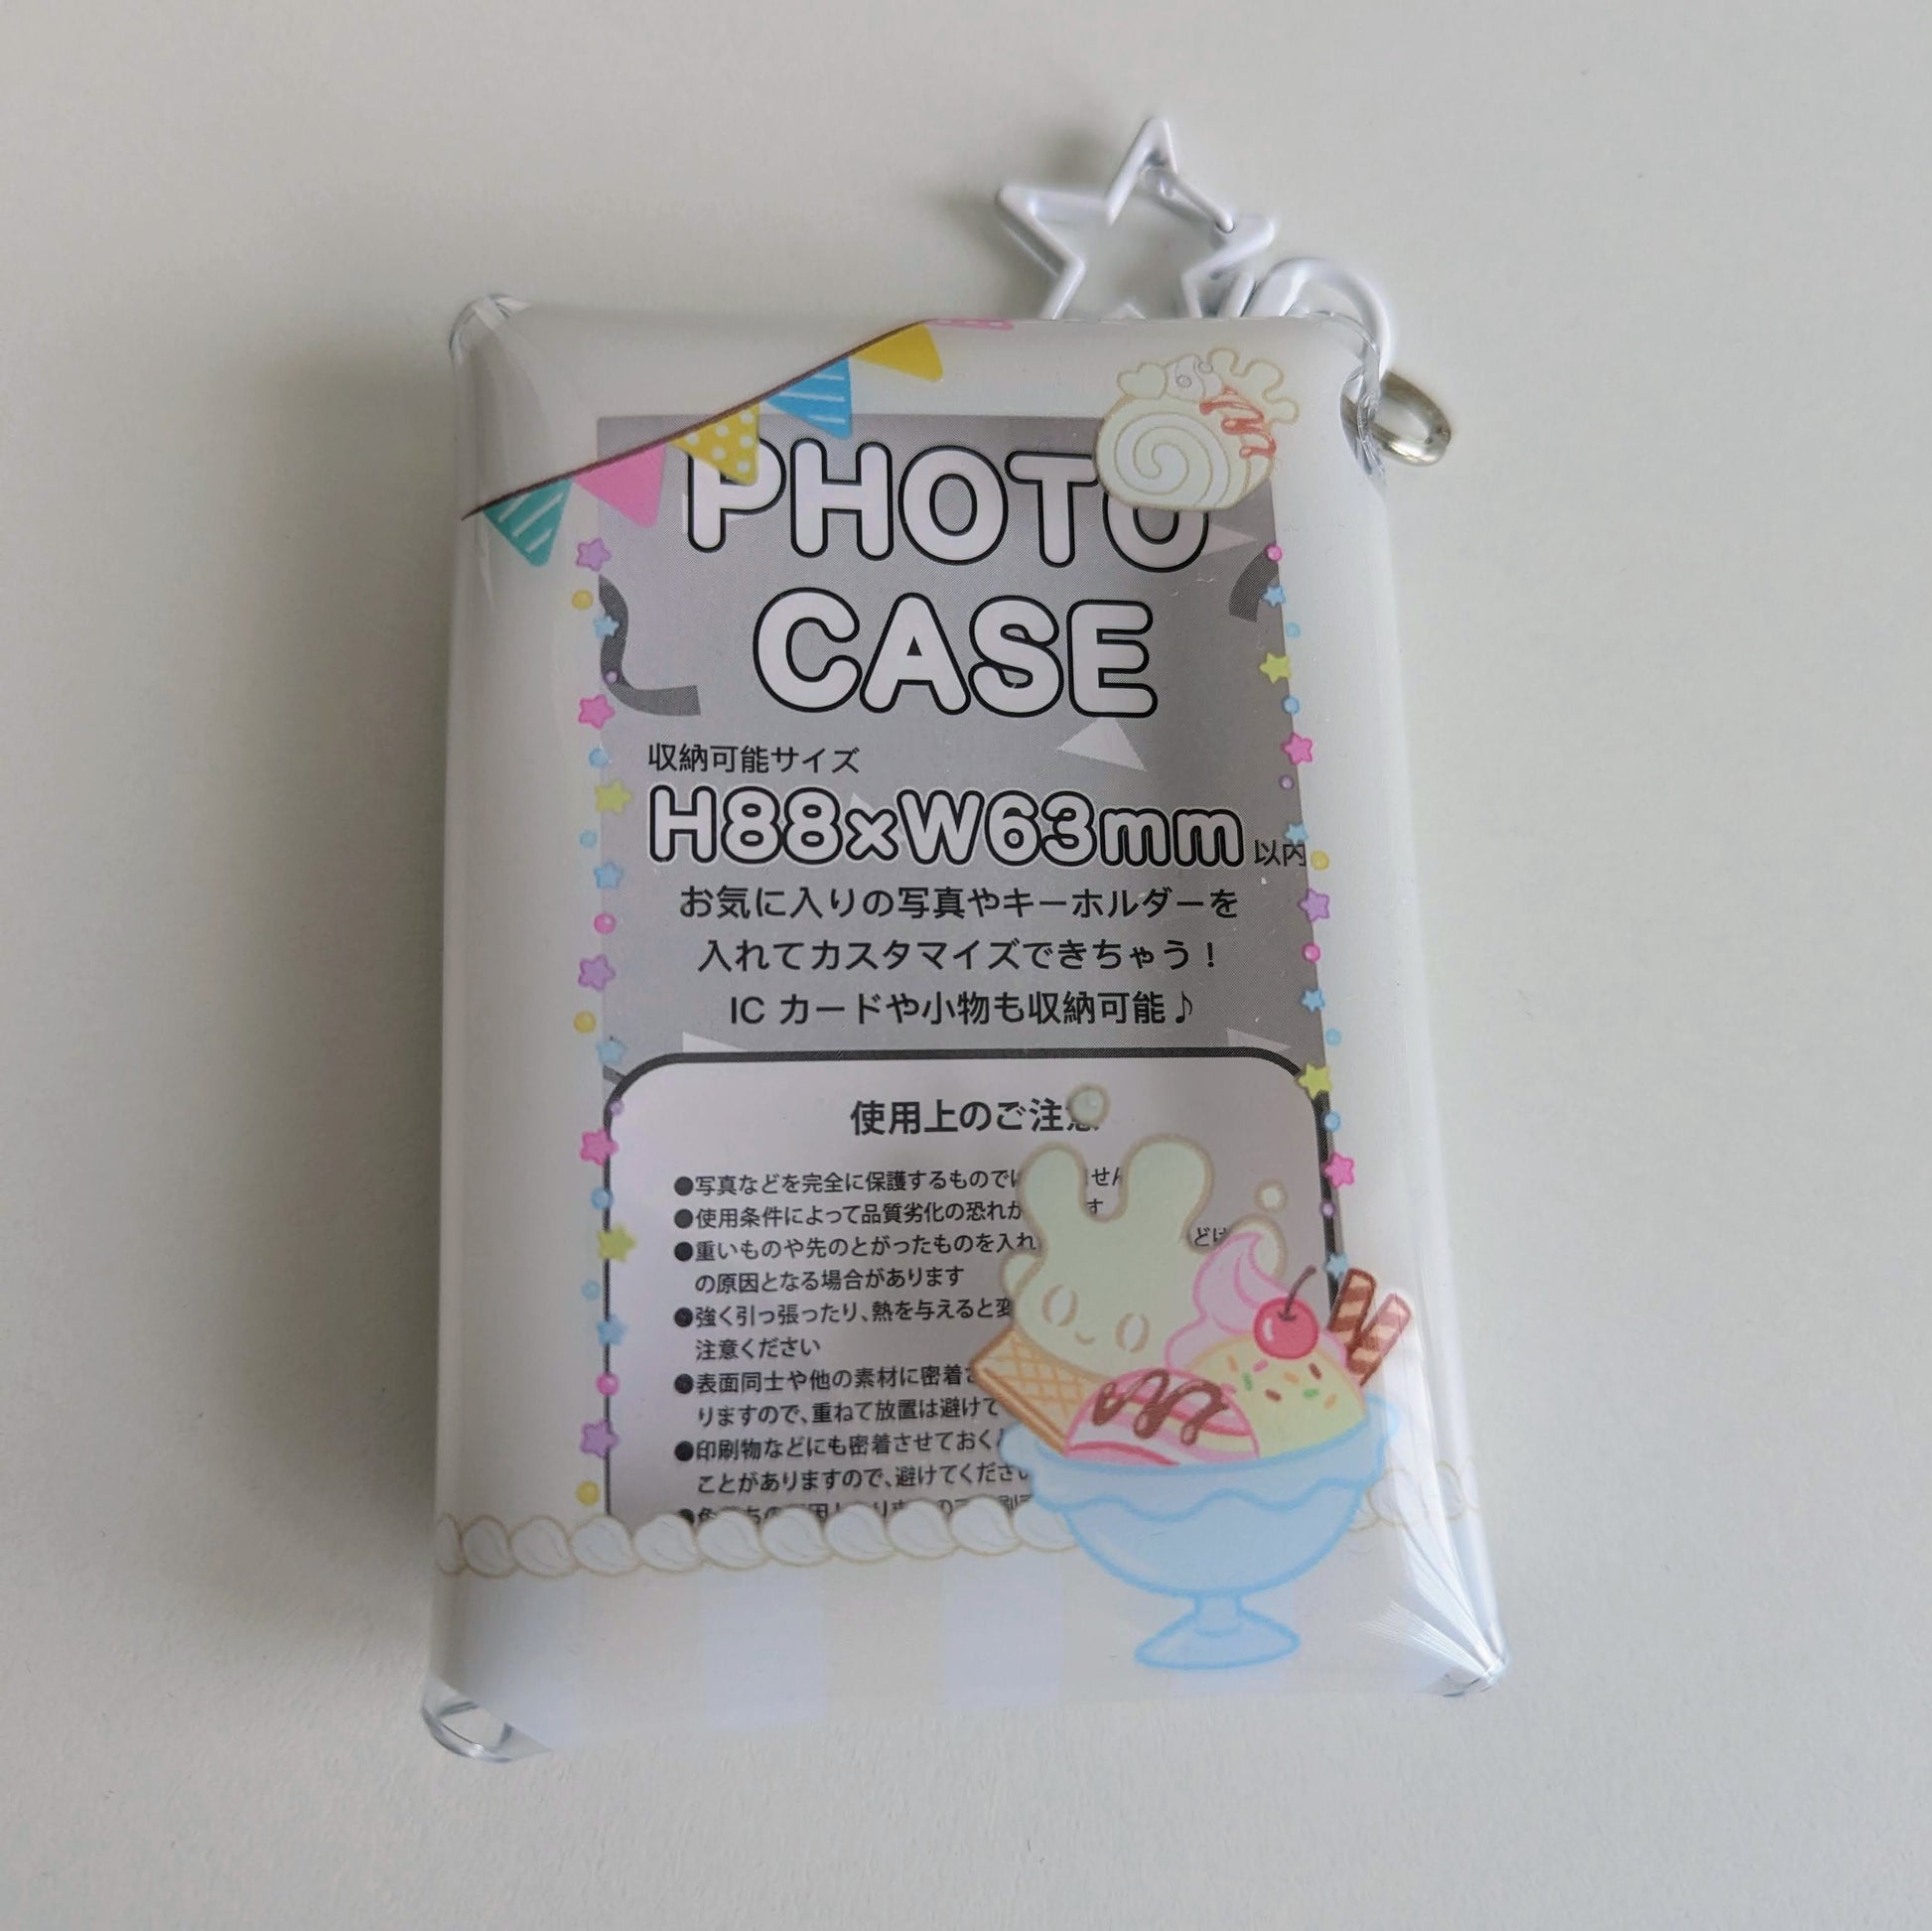 PHOTO
CASE
収納可能サイズ
H88×W63mm以内
お気に入りの写真やキーホルダーを
入れてカスタマイズできちゃう！
IC カードや小物も収納可能♪
使用上のご注意
●写真などを完全に保護するものでは せん
●使用条件によって品質劣化の恐れが す
●重いものや先のとがったものを入れ どは
の原因となる場合があります
●強く引っ張ったり、熱を与えると変
注意ください
●表面同士や他の素材に密着さ
りますので、重ねて放置は避けて
●印刷物などにも密着させておく
ことがありますので、避けてくださ